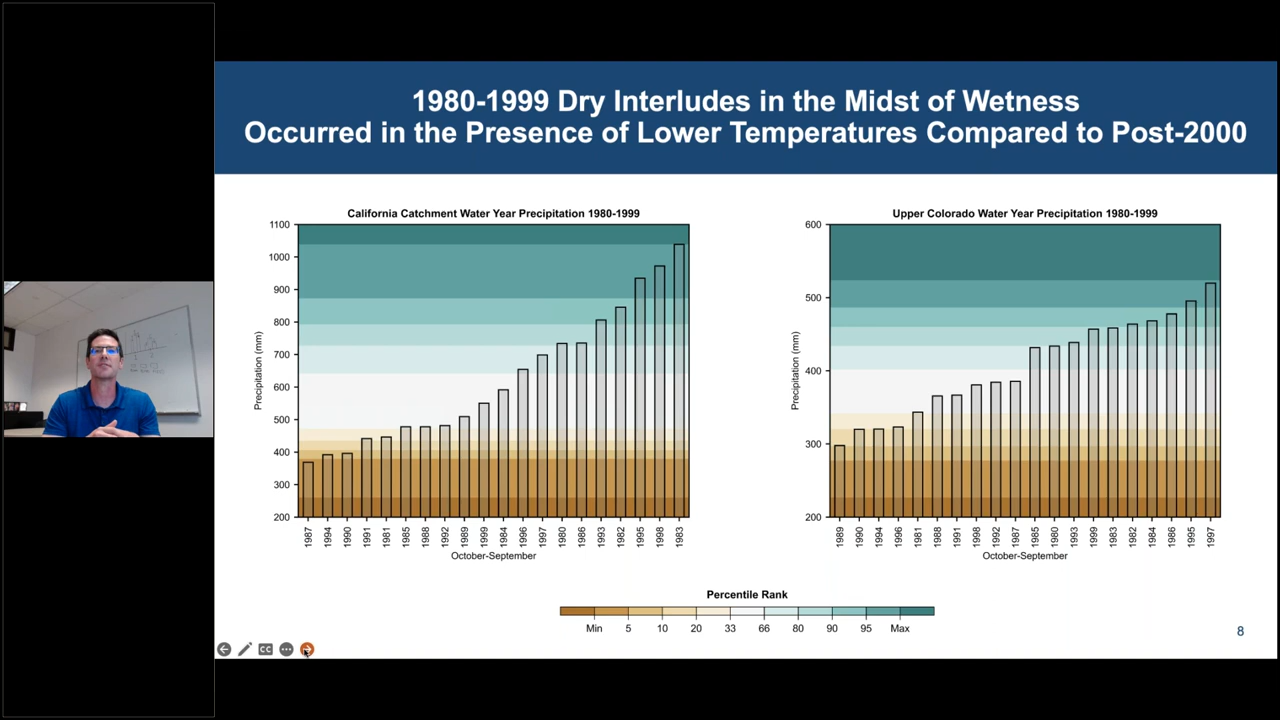 1980-1999 Dry Interludes in the Midst of Wetness
Occurred in the Presence of Lower Temperatures Compared to Post-2000
California Catchment Water Year Precipitation 1980-1999
Precipitation (mm)
1100
1000
900
800
700
600
500
400
300
200
1987 1994 1990 1991 1981 1985 1988 1992 1989 1999 1984 1996 1997 1980 1986 1993 1982 1995 1998 1983
October-September
Upper Colorado Water Year Precipitation 1980-1999
Precipitation (mm)
600
500
400
300
200
1989 1990 1994 1996 1981 1988 1991 1998 1992 1987 1985 1980 1993 1999 1983 1982 1984 1986 1995 1997
October-September
Percentile Rank
Min 5 10 20 33 66 80 90 95 Max
8
CC